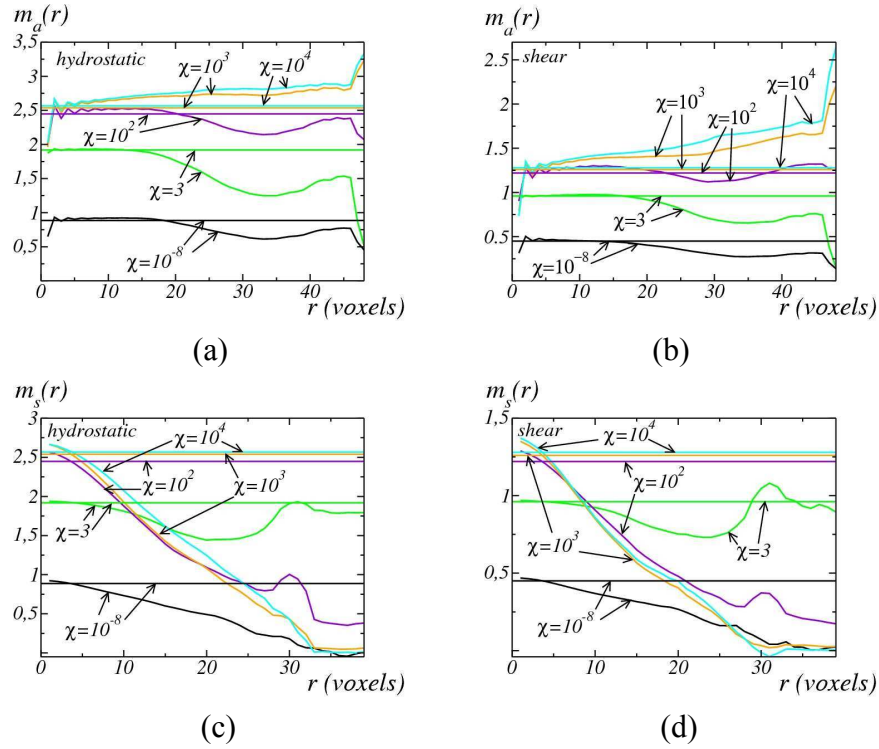 m_a(r)
3,5
3
2,5
2
1,5
1
0,5
0
10
20
30
40
hydrostatic
χ=10^3
χ=10^4
χ=10^2
χ=3
χ=10^-8
r (voxels)
(a)
m_a(r)
2,5
2
1,5
1
0,5
0
10
20
30
40
shear
χ=10^3
χ=10^4
χ=10^2
χ=3
χ=10^-8
r (voxels)
(b)
m_s(r)
3
2,5
2
1,5
1
0,5
0
10
20
30
hydrostatic
χ=10^4
χ=10^2
χ=10^3
χ=3
χ=10^-8
r (voxels)
(c)
m_s(r)
1,5
1
0,5
0
10
20
30
shear
χ=10^4
χ=10^2
χ=10^3
χ=3
χ=10^-8
r (voxels)
(d)